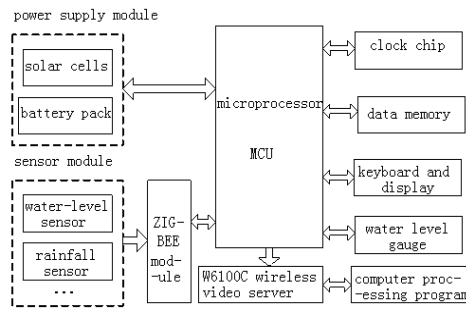 power supply module
solar cells
battery pack
sensor module
water-level
sensor
rainfall
sensor
...
ZIG-
BEE
mod-
-ule
microprocessor
MCU
clock chip
data memory
keyboard and
display
water level
gauge
W6100C wireless
video server
computer proc-
-essing program